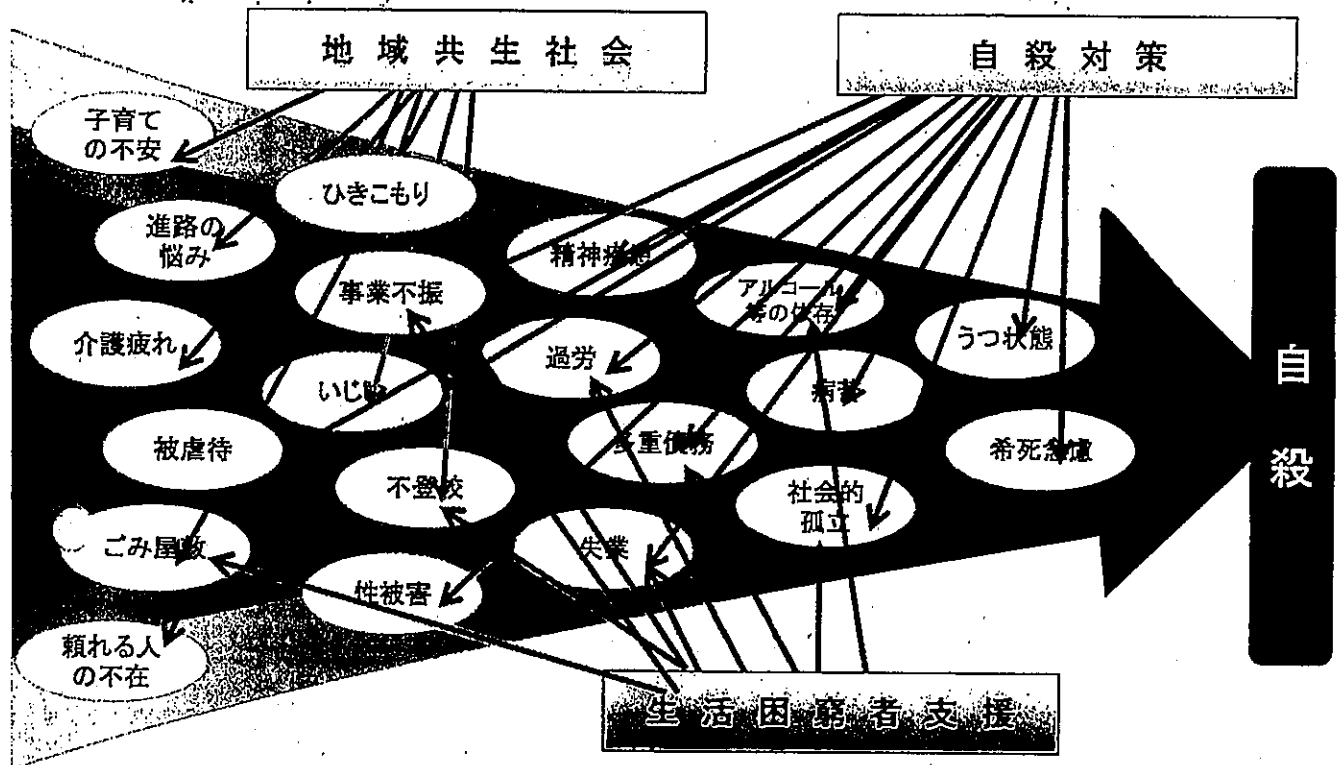 地域共生社会
自殺対策
子育て
の不安
ひきこもり
進路の
悩み
精神疾患
事業不振
アルコール
等の依存
介護疲れ
過労
うつ状態
いじめ
病苦
自殺
被虐待
多重債務
希死念慮
不登校
社会的
孤立
ごみ屋敷
失業
性被害
頼れる人
の不在
生活困窮者支援